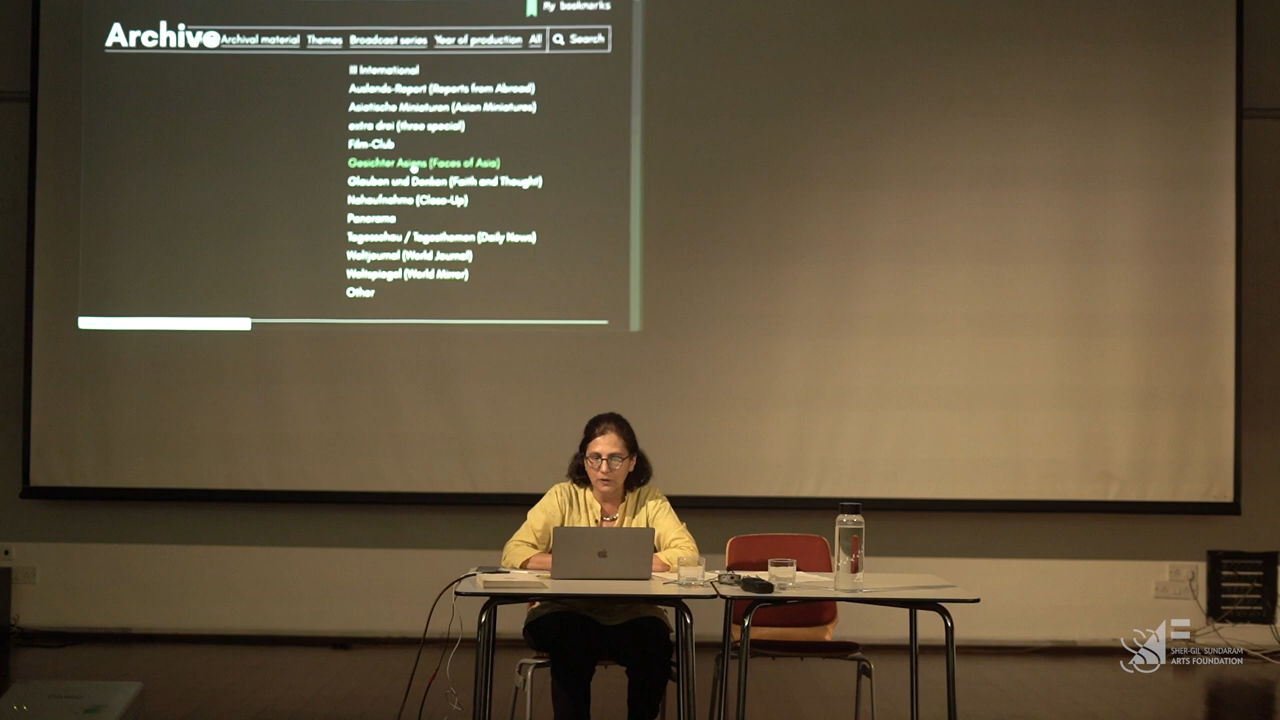 My bookmarks
Archive Archival material Themes Broadcast series Year of production All Search
III International
Auslands-Report (Reports from Abroad)
Asiatische Miniaturen (Asian Miniatures)
extra drei (three special)
Film-Club
Gesichter Asiens (Faces of Asia)
Glauben und Denken (Faith and Thought)
Nahaufnahme (Close-Up)
Panorama
Tagesschau / Tagesthemen (Daily News)
Weltjournal (World Journal)
Weltspiegel (World Mirror)
Other
SHER-GIL SUNDARAM
ARTS FOUNDATION